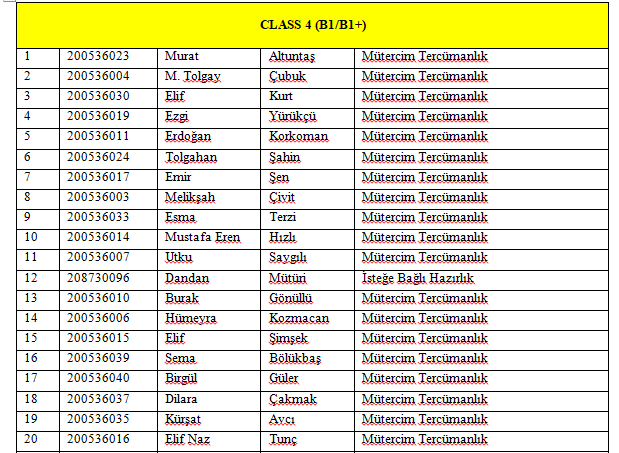 CLASS 4 (B1/B1+)
1 200536023 Murat Altuntaş Mütercim Tercümanlık
2 200536004 M. Tolgay Çubuk Mütercim Tercümanlık
3 200536030 Elif Kurt Mütercim Tercümanlık
4 200536019 Ezgi Yürükçü Mütercim Tercümanlık
5 200536011 Erdoğan Korkoman Mütercim Tercümanlık
6 200536024 Tolgahan Şahin Mütercim Tercümanlık
7 200536017 Emir Şen Mütercim Tercümanlık
8 200536003 Melikşah Çivit Mütercim Tercümanlık
9 200536033 Esma Terzi Mütercim Tercümanlık
10 200536014 Mustafa Eren Hızlı Mütercim Tercümanlık
11 200536007 Utku Saygılı Mütercim Tercümanlık
12 208730096 Dandan Mütüri İsteğe Bağlı Hazırlık
13 200536010 Burak Gönüllü Mütercim Tercümanlık
14 200536006 Hümeyra Kozmacan Mütercim Tercümanlık
15 200536015 Elif Şimşek Mütercim Tercümanlık
16 200536039 Sema Bölükbaş Mütercim Tercümanlık
17 200536040 Birgül Güler Mütercim Tercümanlık
18 200536037 Dilara Çakmak Mütercim Tercümanlık
19 200536035 Kürşat Avcı Mütercim Tercümanlık
20 200536016 Elif Naz Tunç Mütercim Tercümanlık